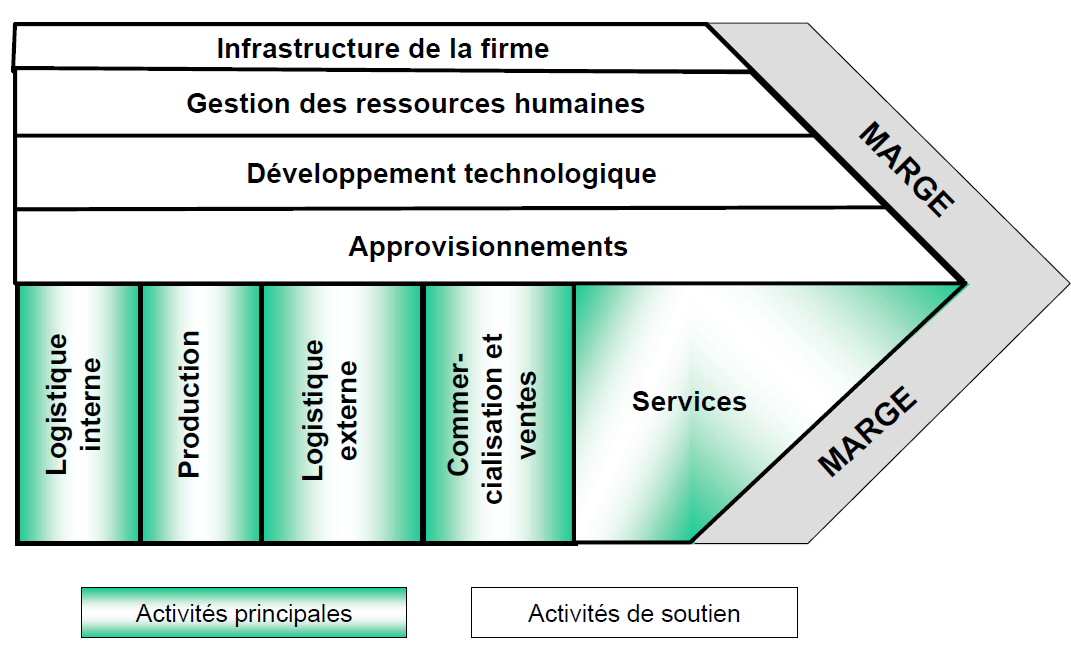 Infrastructure de la firme
Gestion des ressources humaines
Développement technologique
Approvisionnements
MARGE
Logistique
interne
Production
Logistique
externe
Commer-
cialisation et
ventes
Services
MARGE
Activités principales
Activités de soutien